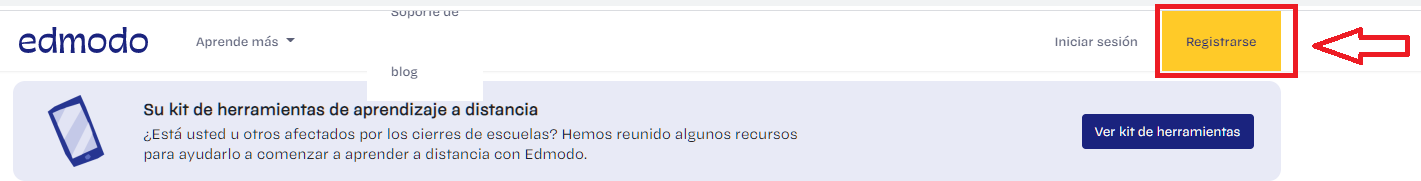 Soporte de
edmodo
Aprende más
Iniciar sesión
Registrarse
blog
Su kit de herramientas de aprendizaje a distancia
¿Está usted u otros afectados por los cierres de escuelas? Hemos reunido algunos recursos
para ayudarlo a comenzar a aprender a distancia con Edmodo.
Ver kit de herramientas